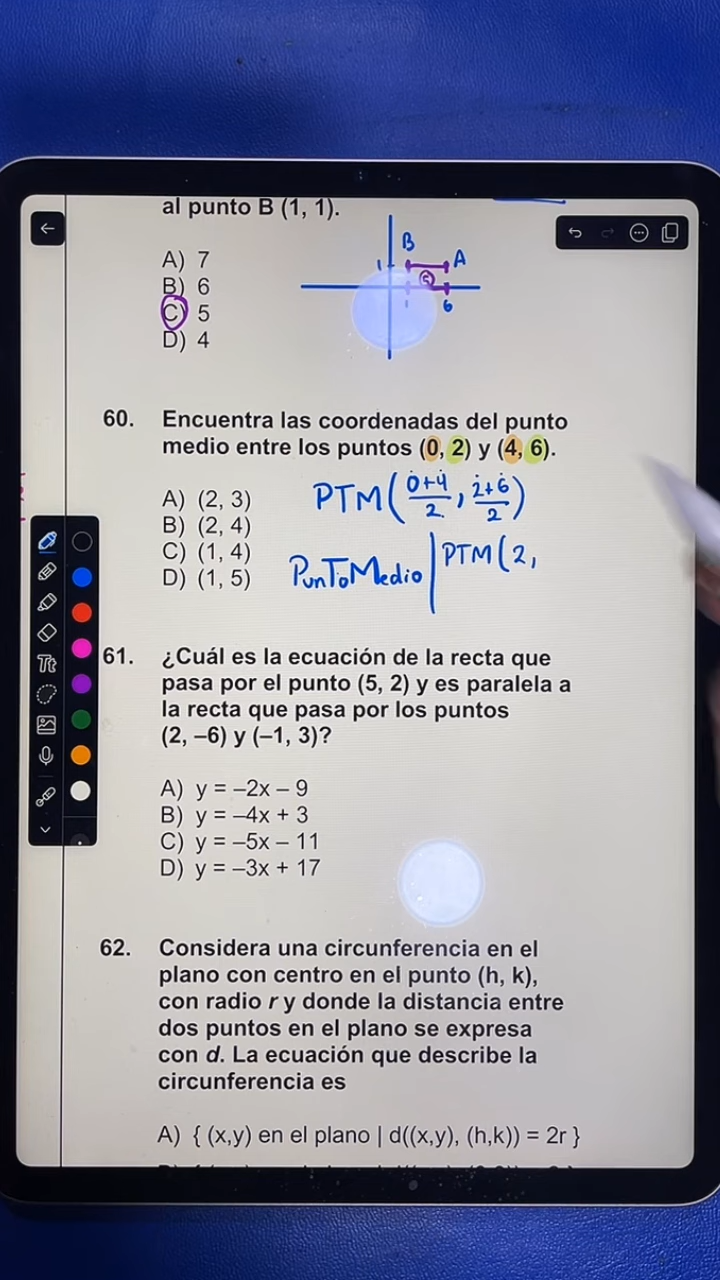 al punto B (1, 1).
B
A
1
5
1
6
A) 7
B) 6
C) 5
D) 4
60. Encuentra las coordenadas del punto
medio entre los puntos (0, 2) y (4, 6).
A) (2, 3)
B) (2, 4)
C) (1, 4)
D) (1, 5)
PTM(0+4/2, 2+6/2)
PunToMedio | PTM(2,
Tt
61. ¿Cuál es la ecuación de la recta que
pasa por el punto (5, 2) y es paralela a
la recta que pasa por los puntos
(2, –6) y (–1, 3)?
A) y = –2x – 9
B) y = –4x + 3
C) y = –5x – 11
D) y = –3x + 17
62. Considera una circunferencia en el
plano con centro en el punto (h, k),
con radio r y donde la distancia entre
dos puntos en el plano se expresa
con d. La ecuación que describe la
circunferencia es
A) { (x,y) en el plano | d((x,y), (h,k)) = 2r }